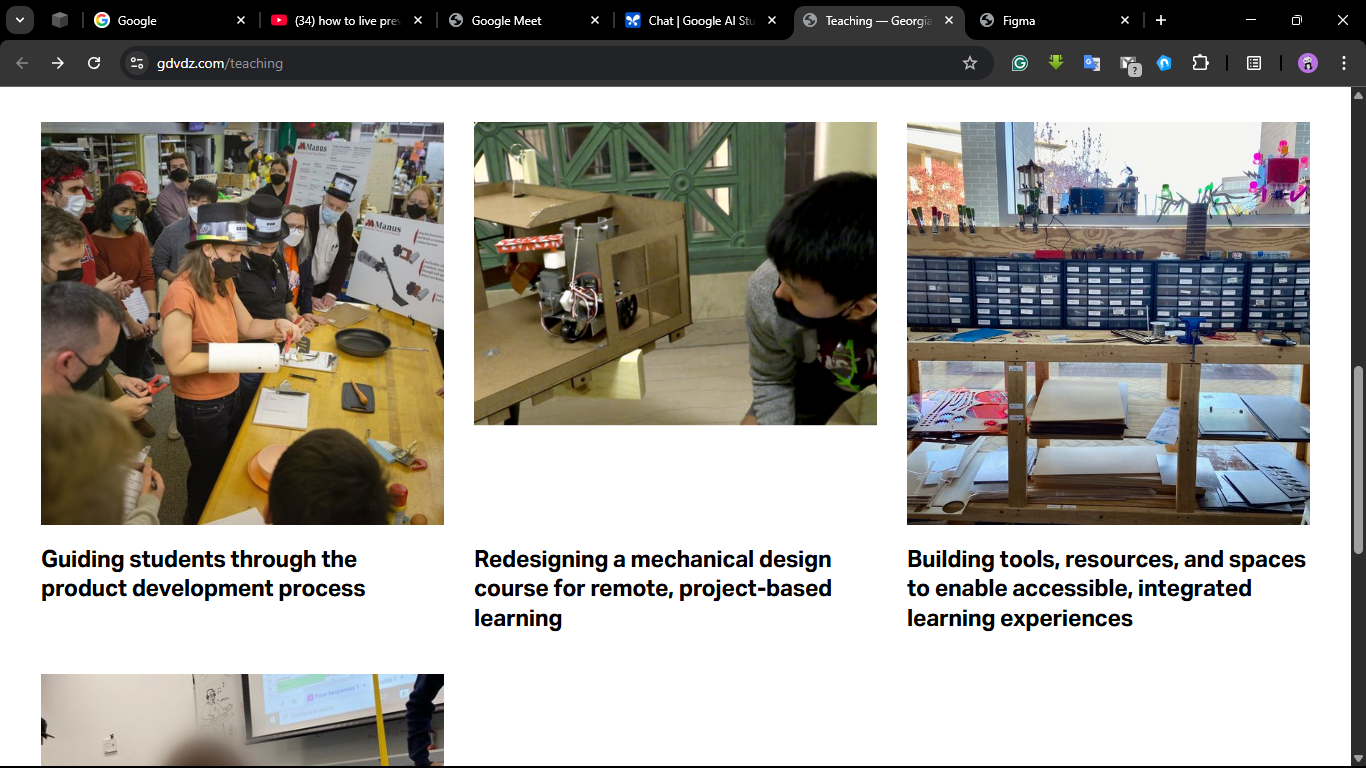 Google
(34) how to live pre
Google Meet
Chat | Google AI Stu
Teaching — Georgia
Figma
gdvdz.com/teaching
?
Manus
Manus
Guiding students through the
product development process
Redesigning a mechanical design
course for remote, project-based
learning
Building tools, resources, and spaces
to enable accessible, integrated
learning experiences